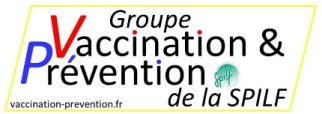 Groupe
Vaccination &
Prévention Spilf
de la SPILF
vaccination-prevention.fr